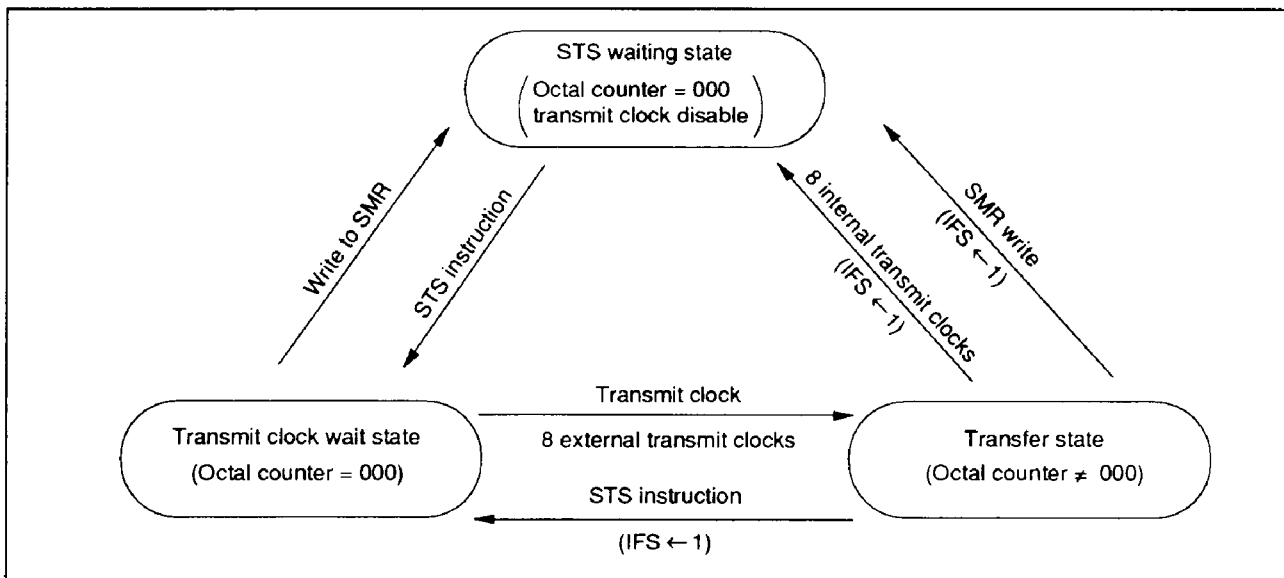 STS waiting state
Octal counter = 000
transmit clock disable
Write to SMR
STS instruction
8 internal transmit clocks
(IFS ← 1)
SMR write
(IFS ← 1)
Transmit clock wait state
(Octal counter = 000)
Transmit clock
8 external transmit clocks
STS instruction
(IFS ← 1)
Transfer state
(Octal counter ≠ 000)